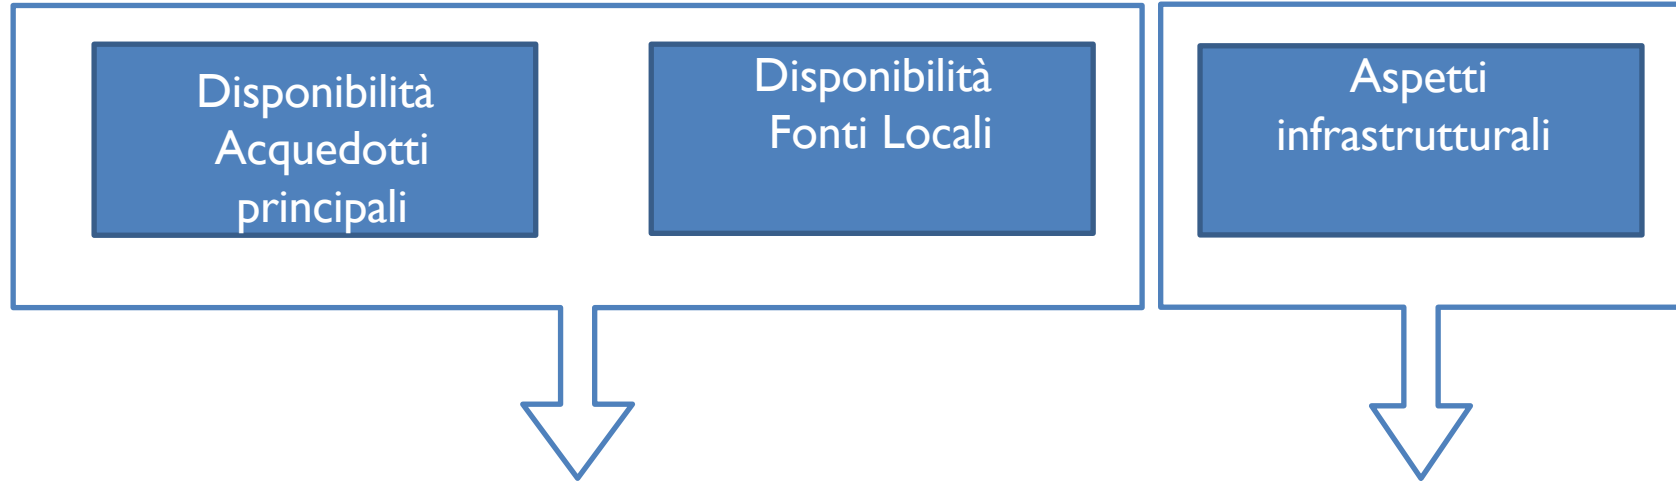 Disponibilità
Acquedotti
principali
Disponibilità
Fonti Locali
Aspetti
infrastrutturali